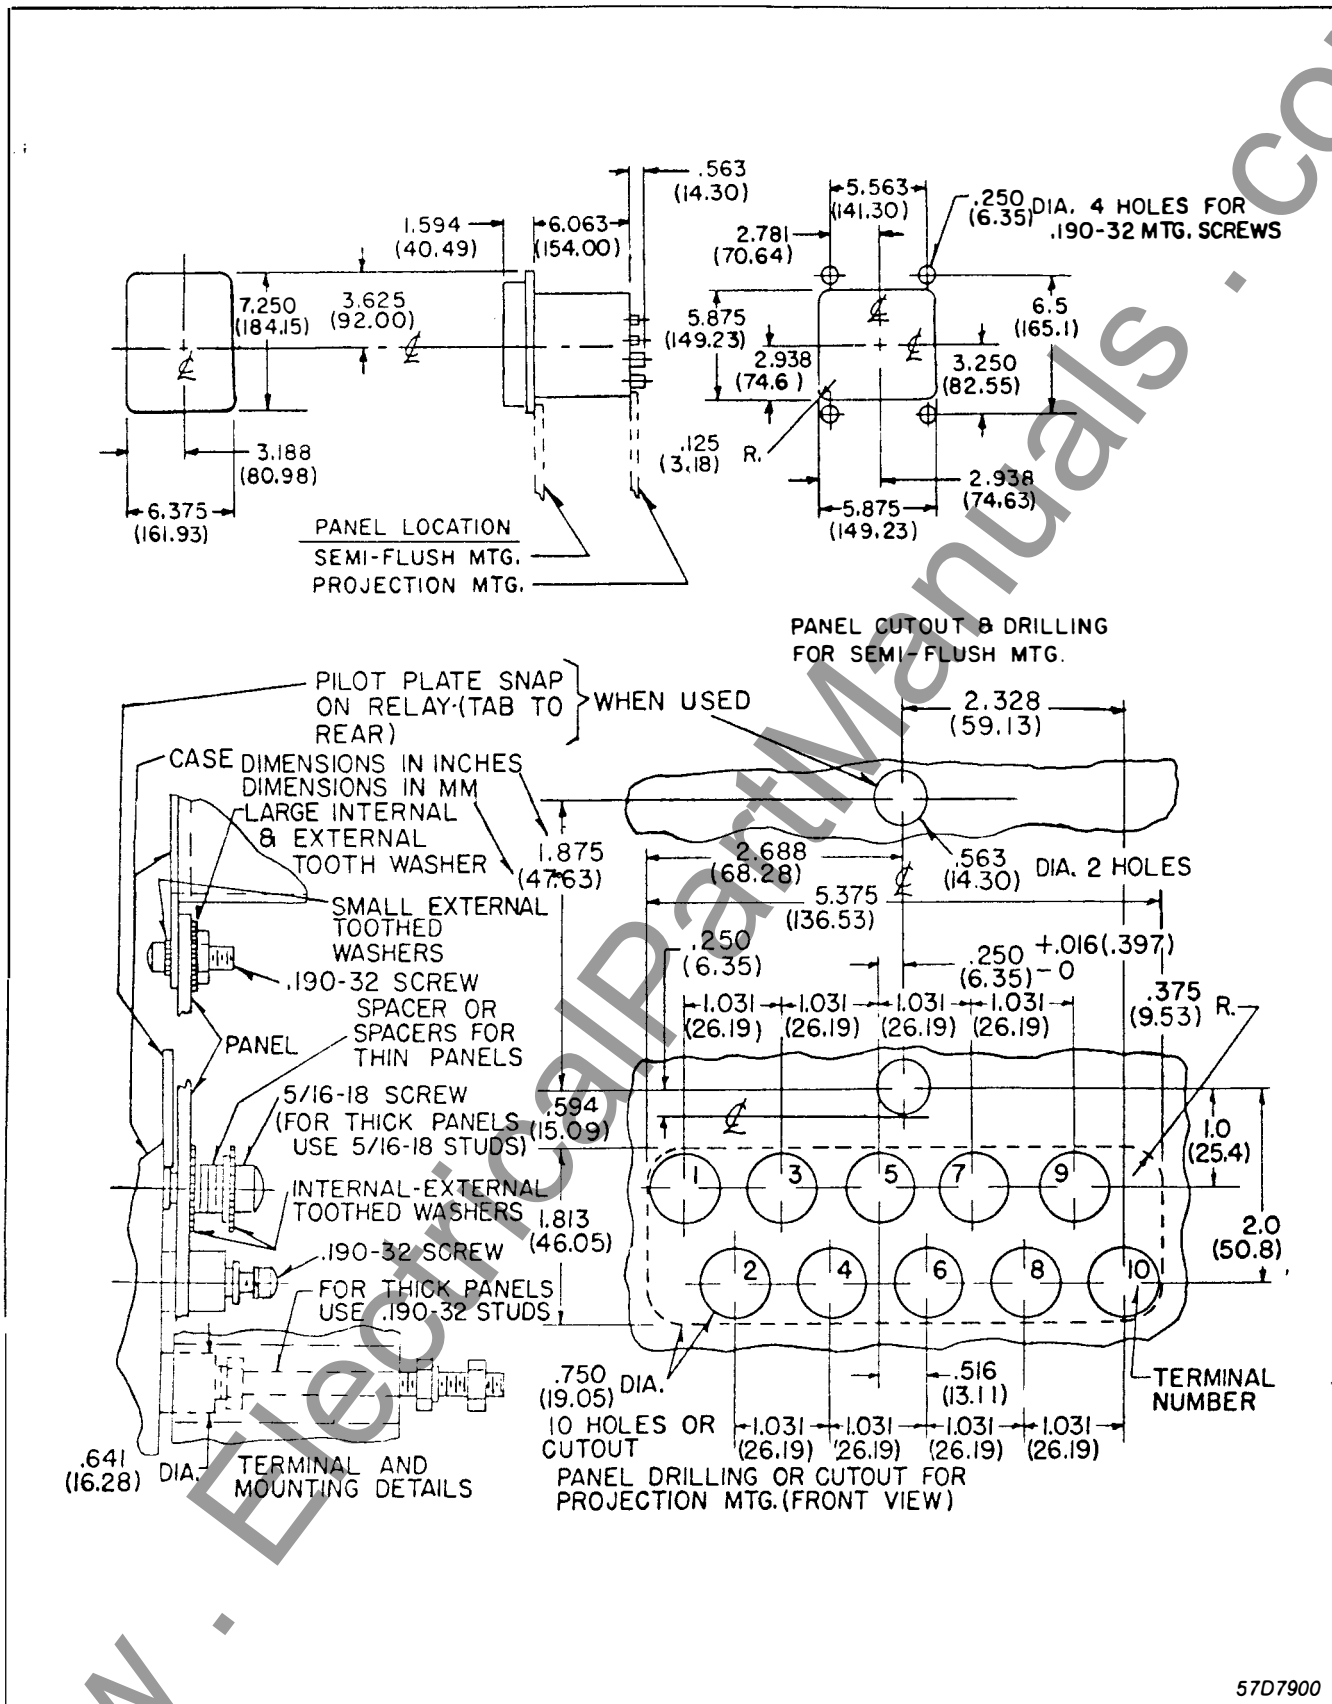 .563
(14.30)
1.594
(40.49)
6.063
(154.00)
5.563
(141.30)
.250 DIA. 4 HOLES FOR
(6.35) .190-32 MTG. SCREWS
2.781
(70.64)
7.250
(184.15)
3.625
(92.00)
℄
℄
5.875
(149.23)
℄
℄
6.5
(165.1)
2.938
(74.6 )
3.250
(82.55)
3.188
(80.98)
.125 R.
(3.18)
2.938
(74.63)
6.375
(161.93)
5.875
(149.23)
PANEL LOCATION
SEMI-FLUSH MTG.
PROJECTION MTG.
PANEL CUTOUT & DRILLING
FOR SEMI-FLUSH MTG.
PILOT PLATE SNAP
ON RELAY (TAB TO
REAR)
WHEN USED
2.328
(59.13)
CASE
DIMENSIONS IN INCHES
DIMENSIONS IN MM
LARGE INTERNAL
& EXTERNAL
TOOTH WASHER
1.875
(47.63)
2.688
(68.28)
℄
.563 DIA. 2 HOLES
(14.30)
5.375
(136.53)
SMALL EXTERNAL
TOOTHED
WASHERS
.190-32 SCREW
.250
(6.35)
.250 +.016(.397)
(6.35) -0
SPACER OR
SPACERS FOR
THIN PANELS
PANEL
1.031 1.031 1.031 1.031
(26.19) (26.19) (26.19) (26.19)
.375 R.
(9.53)
5/16-18 SCREW
(FOR THICK PANELS
USE 5/16-18 STUDS)
.594
(15.09)
℄
1.0
(25.4)
1 3 5 7 9
INTERNAL-EXTERNAL
TOOTHED WASHERS
1.813
(46.05)
2.0
(50.8)
.190-32 SCREW
2 4 6 8 10
FOR THICK PANELS
USE .190-32 STUDS
.750 DIA.
(19.05)
10 HOLES OR
CUTOUT
.516
(13.11)
TERMINAL
NUMBER
1.031 1.031 1.031 1.031
(26.19) (26.19) (26.19) (26.19)
.641 DIA.
(16.28)
TERMINAL AND
MOUNTING DETAILS
PANEL DRILLING OR CUTOUT FOR
PROJECTION MTG. (FRONT VIEW)
57D7900
w . ElectricalPartManuals . co